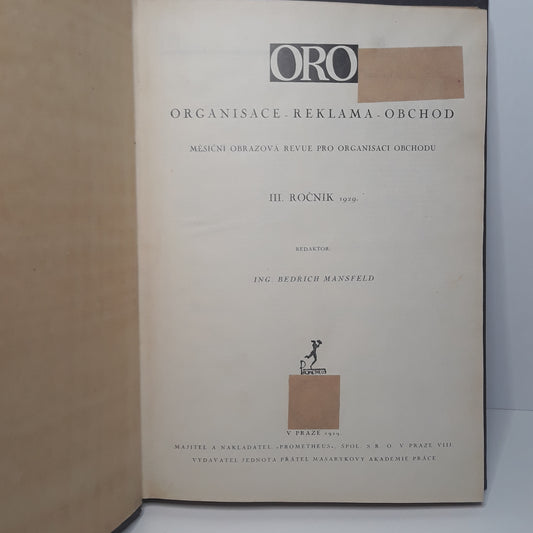 ORO
ORGANISACE - REKLAMA - OBCHOD
MĚSÍČNÍ OBRAZOVÁ REVUE PRO ORGANISACI OBCHODU
III. ROČNÍK 1929.
REDAKTOR:
ING. BEDŘICH MANSFELD
PROMETHEUS
V PRAZE 1929.
MAJITEL A NAKLADATEL »PROMETHEUS«, SPOL. S R. O. V PRAZE VIII.
VYDAVATEL JEDNOTA PŘÁTEL MASARYKOVY AKADEMIE PRÁCE